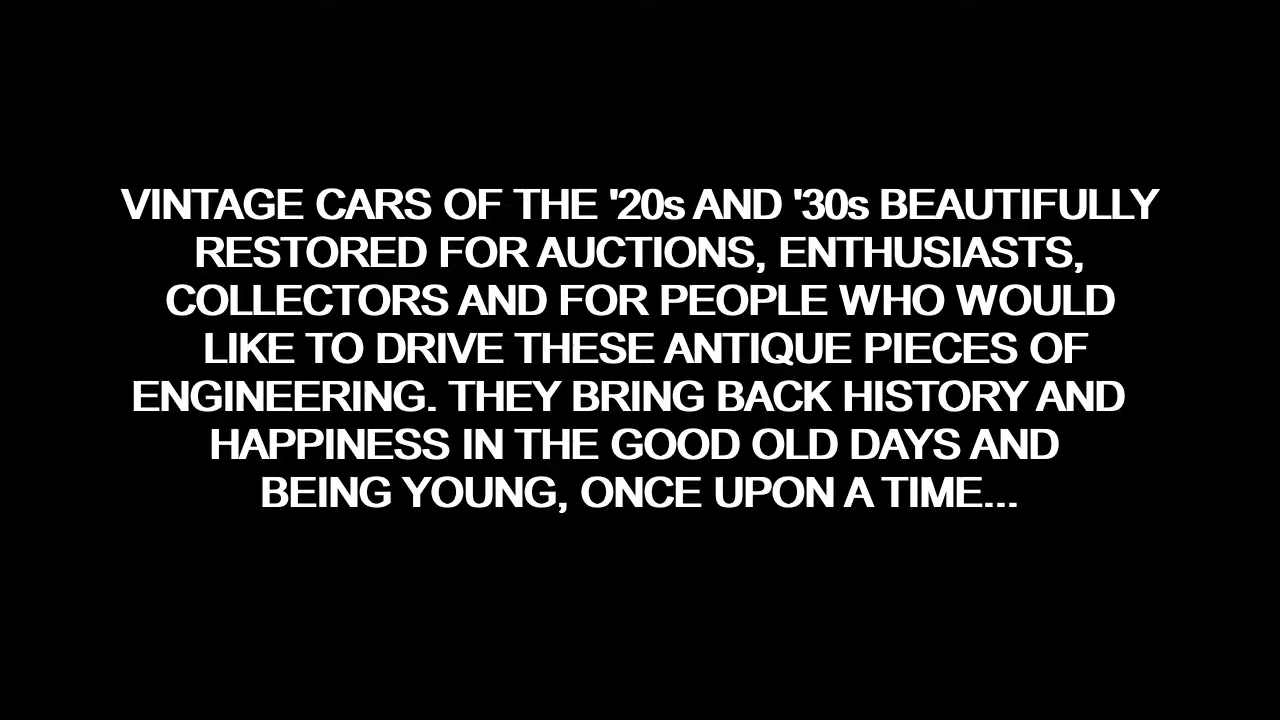 VINTAGE CARS OF THE '20s AND '30s BEAUTIFULLY
RESTORED FOR AUCTIONS, ENTHUSIASTS,
COLLECTORS AND FOR PEOPLE WHO WOULD
LIKE TO DRIVE THESE ANTIQUE PIECES OF
ENGINEERING. THEY BRING BACK HISTORY AND
HAPPINESS IN THE GOOD OLD DAYS AND
BEING YOUNG, ONCE UPON A TIME...